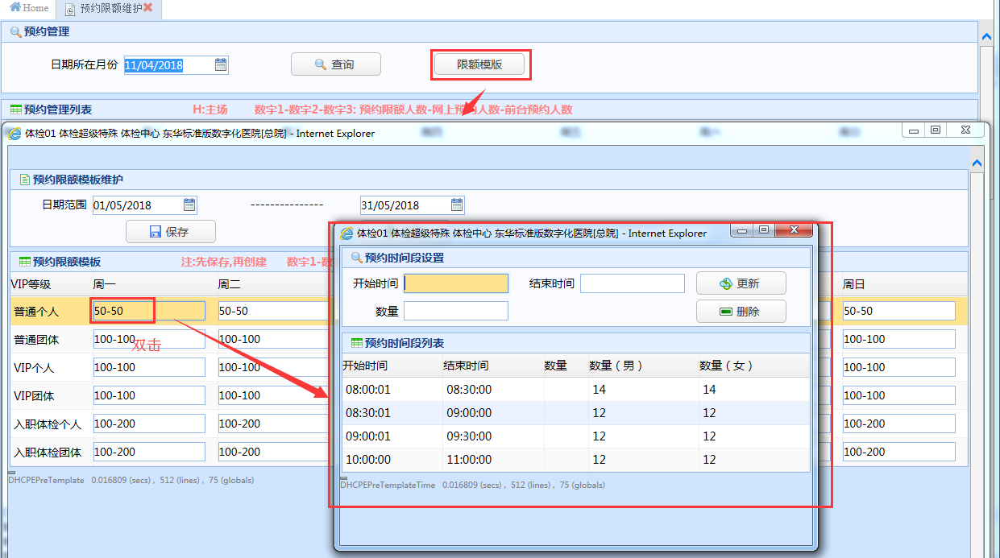 Home 预约限额维护
预约管理
日期所在月份 11/04/2018 查询 限额模版
预约管理列表 H:主场 数字1-数字2-数字3: 预约限额人数-网上预 人数-前台预约人数
体检01 体检超级特殊 体检中心 东华标准版数字化医院[总院] - Internet Explorer
预约限额模板维护
日期范围 01/05/2018 --------------- 31/05/2018
保存
预约限额模板 注:先保存,再创建 数字1-数
VIP等级 周一 周二 周日
普通个人 50-50 50-50 50-50
普通团体 100-100 100-100 100-100
双击
VIP个人 100-100 100-100 100-100
VIP团体 100-100 100-100 100-100
入职体检个人 100-200 100-200 100-200
入职体检团体 100-200 100-200 100-200
DHCPEPreTemplate 0.016809 (secs) , 512 (lines) , 75 (globals)
体检01 体检超级特殊 体检中心 东华标准版数字化医院[总院] - Internet Explorer
预约时间段设置
开始时间 结束时间 更新
数量 删除
预约时间段列表
开始时间 结束时间 数量 数量（男） 数量（女）
08:00:01 08:30:00 14 14
08:30:01 09:00:00 12 12
09:00:01 09:30:00 12 12
10:00:00 11:00:00 12 12
DHCPEPreTemplateTime 0.016809 (secs) , 512 (lines) , 75 (globals)